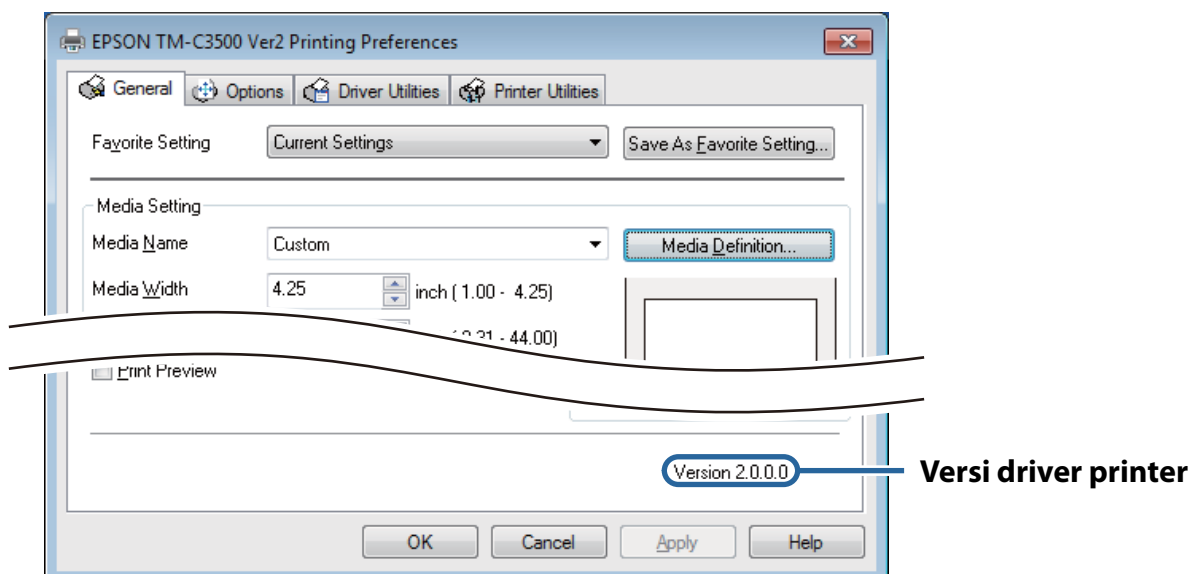 EPSON TM-C3500 Ver2 Printing Preferences
General Options Driver Utilities Printer Utilities
Favorite Setting Current Settings Save As Favorite Setting...
Media Setting
Media Name Custom Media Definition...
Media Width 4.25 inch ( 1.00 - 4.25)
- 44.00)
Print Preview
Version 2.0.0.0 Versi driver printer
OK Cancel Apply Help